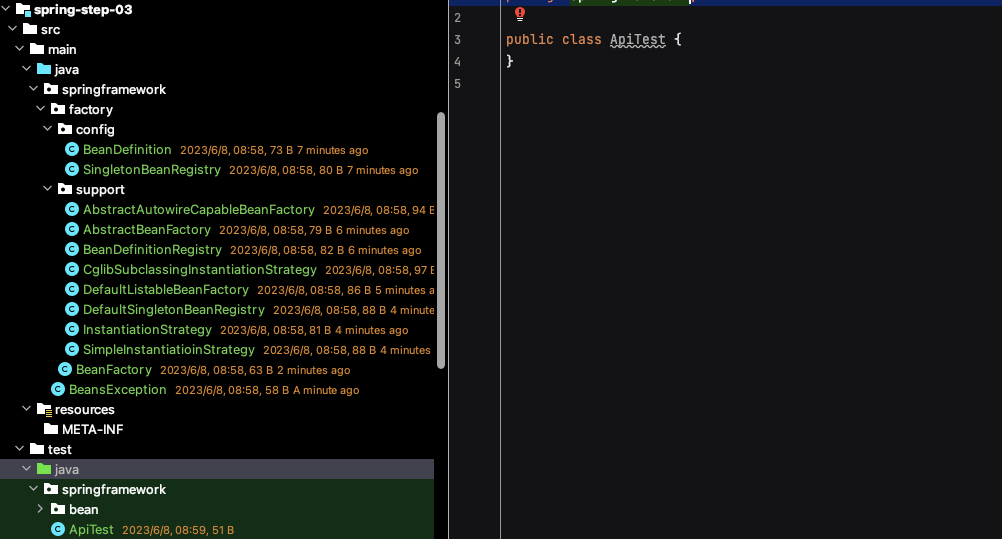 spring-step-03
src
main
java
springframework
factory
config
BeanDefinition 2023/6/8, 08:58, 73 B 7 minutes ago
SingletonBeanRegistry 2023/6/8, 08:58, 80 B 7 minutes ago
support
AbstractAutowireCapableBeanFactory 2023/6/8, 08:58, 94 B
AbstractBeanFactory 2023/6/8, 08:58, 79 B 6 minutes ago
BeanDefinitionRegistry 2023/6/8, 08:58, 82 B 6 minutes ago
CglibSubclassingInstantiationStrategy 2023/6/8, 08:58, 97 B
DefaultListableBeanFactory 2023/6/8, 08:58, 86 B 5 minutes a
DefaultSingletonBeanRegistry 2023/6/8, 08:58, 88 B 4 minute
InstantiationStrategy 2023/6/8, 08:58, 81 B 4 minutes ago
SimpleInstantiatioinStrategy 2023/6/8, 08:58, 88 B 4 minutes
BeanFactory 2023/6/8, 08:58, 63 B 2 minutes ago
BeansException 2023/6/8, 08:58, 58 B A minute ago
resources
META-INF
test
java
springframework
bean
ApiTest 2023/6/8, 08:59, 51 B
2
3 public class ApiTest {
4 }
5